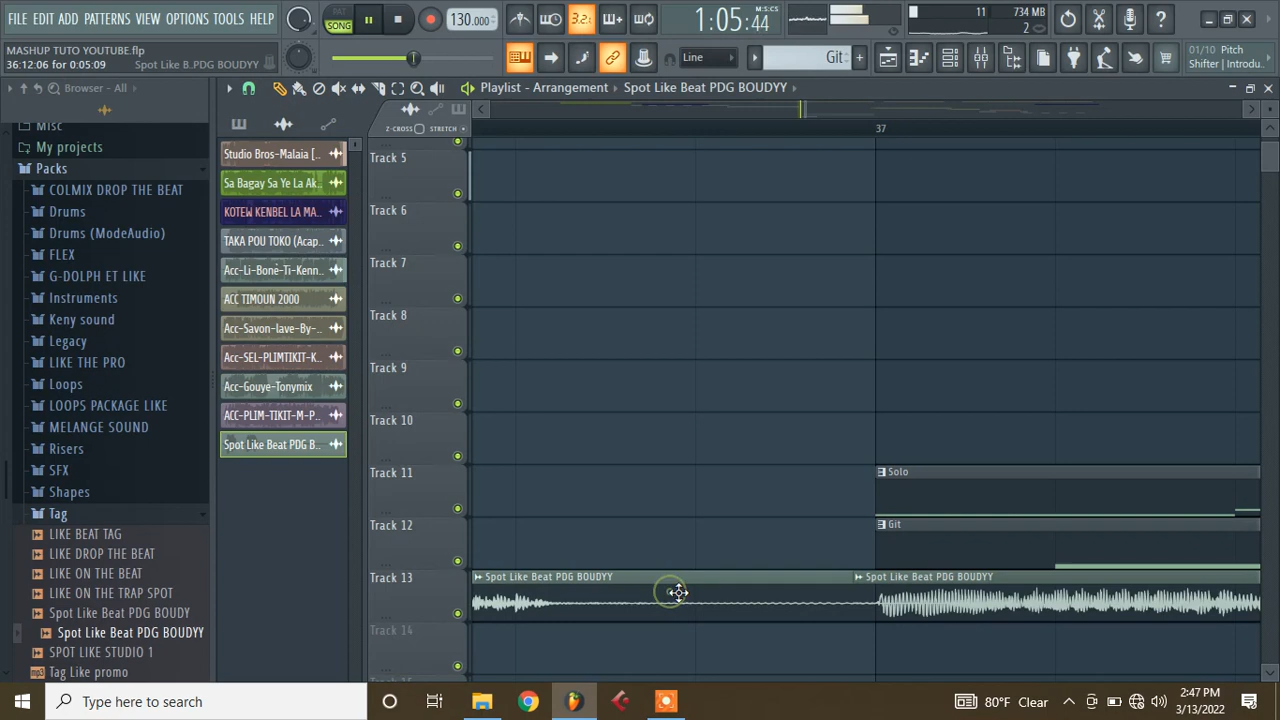 FILE EDIT ADD PATTERNS VIEW OPTIONS TOOLS HELP
PAT
SONG
130.000
3.2
1:05:44
M:S:CS
11
734 MB
2
MASHUP TUTO YOUTUBE.flp
36:12:06 for 0:05:09
Spot Like B..PDG BOUDYY
Line
Git
01/10 Pitch
Shifter | Introdu..
Browser - All
Playlist - Arrangement
Spot Like Beat PDG BOUDYY
Z-CROSS
STRETCH
37
Misc
My projects
Packs
COLMIX DROP THE BEAT
Drums
Drums (ModeAudio)
FLEX
G-DOLPH ET LIKE
Instruments
Keny sound
Legacy
LIKE THE PRO
Loops
LOOPS PACKAGE LIKE
MELANGE SOUND
Risers
SFX
Shapes
Tag
LIKE BEAT TAG
LIKE DROP THE BEAT
LIKE ON THE BEAT
LIKE ON THE TRAP SPOT
Spot Like Beat PDG BOUDY
Spot Like Beat PDG BOUDYY
SPOT LIKE STUDIO 1
Tag Like promo
Studio Bros-Malaia [..
Sa Bagay Sa Ye La Ak..
KOTEW KENBEL LA MA..
TAKA POU TOKO (Acap..
Acc-Li-Bonè-Ti-Kenn..
ACC TIMOUN 2000
Acc-Savon-lave-By-..
Acc-SEL-PLIMTIKIT-K..
Acc-Gouye-Tonymix
ACC-PLIM-TIKIT-M-P..
Spot Like Beat PDG B..
Track 5
Track 6
Track 7
Track 8
Track 9
Track 10
Track 11
Solo
Track 12
Git
Track 13
Spot Like Beat PDG BOUDYY
Spot Like Beat PDG BOUDYY
Track 14
Type here to search
80°F Clear
2:47 PM
3/13/2022